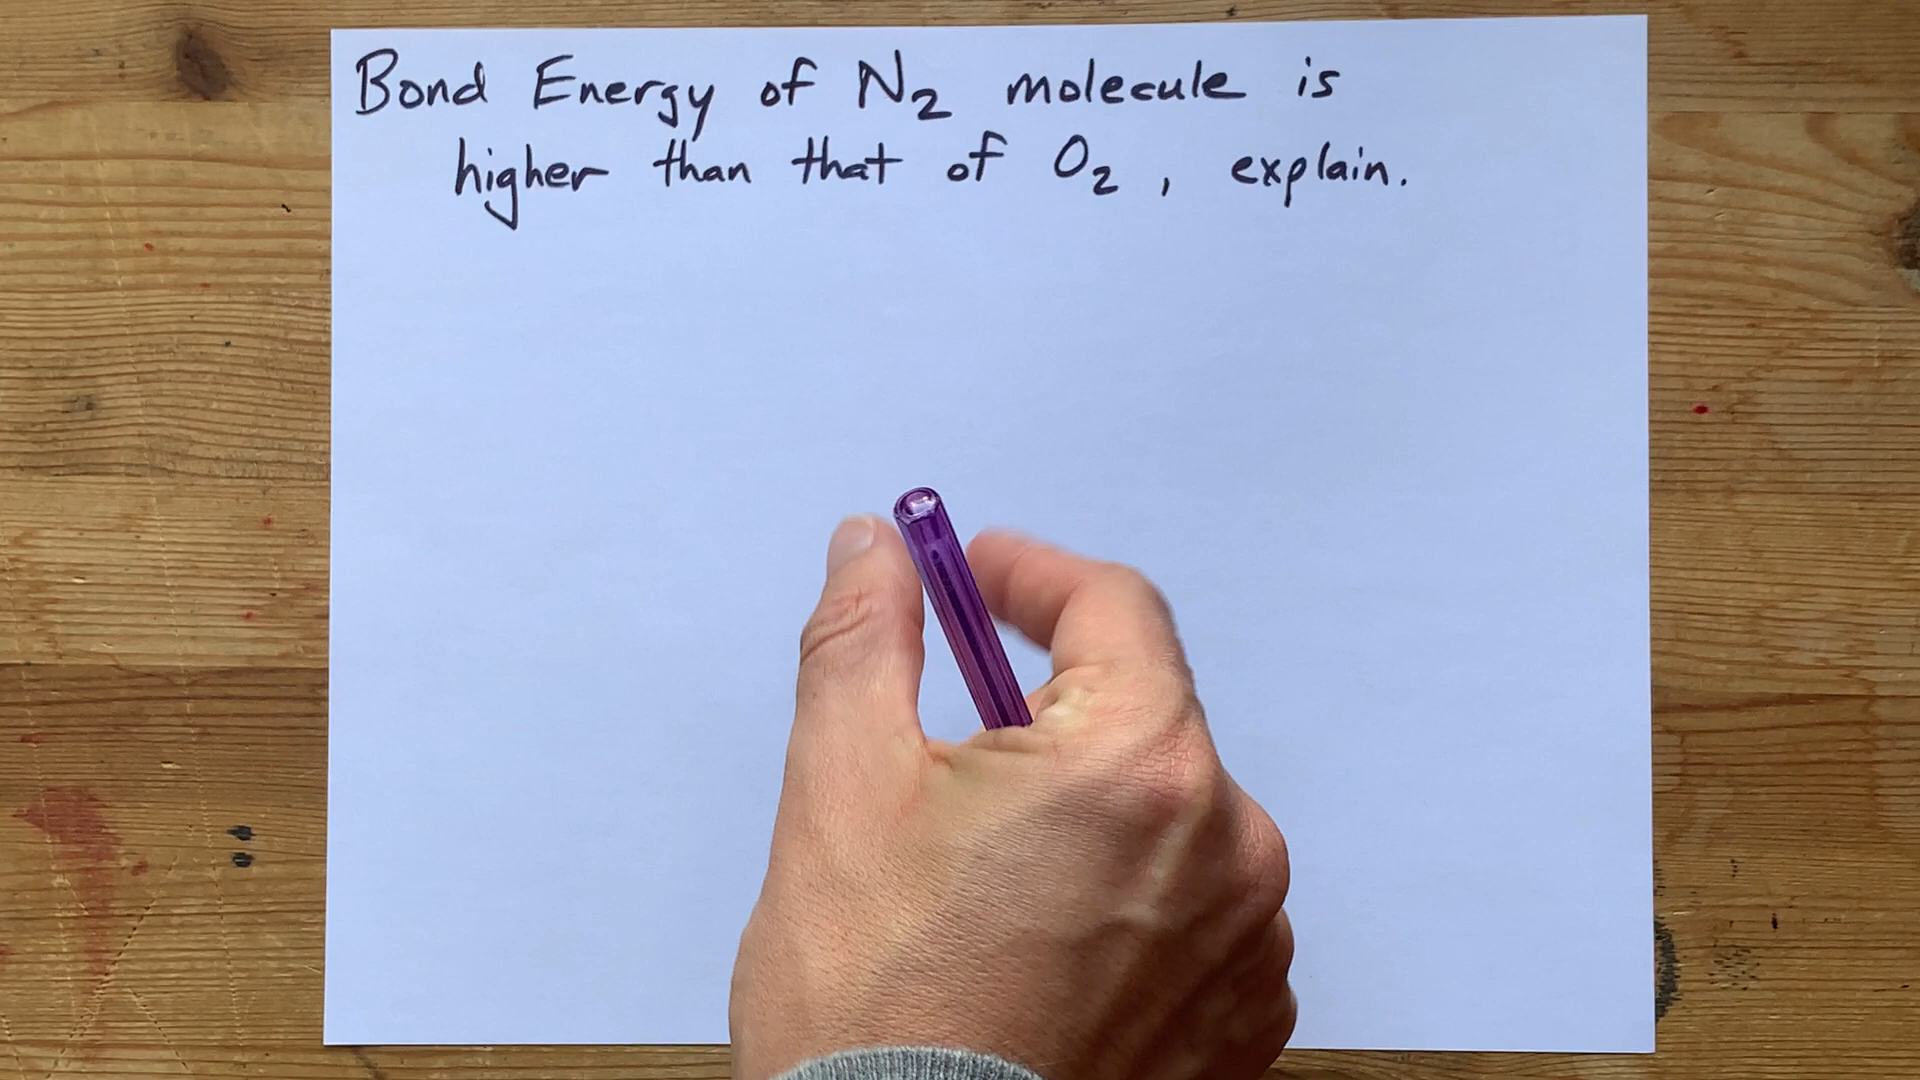 Bond Energy of N₂ molecule is
higher than that of O₂, explain.